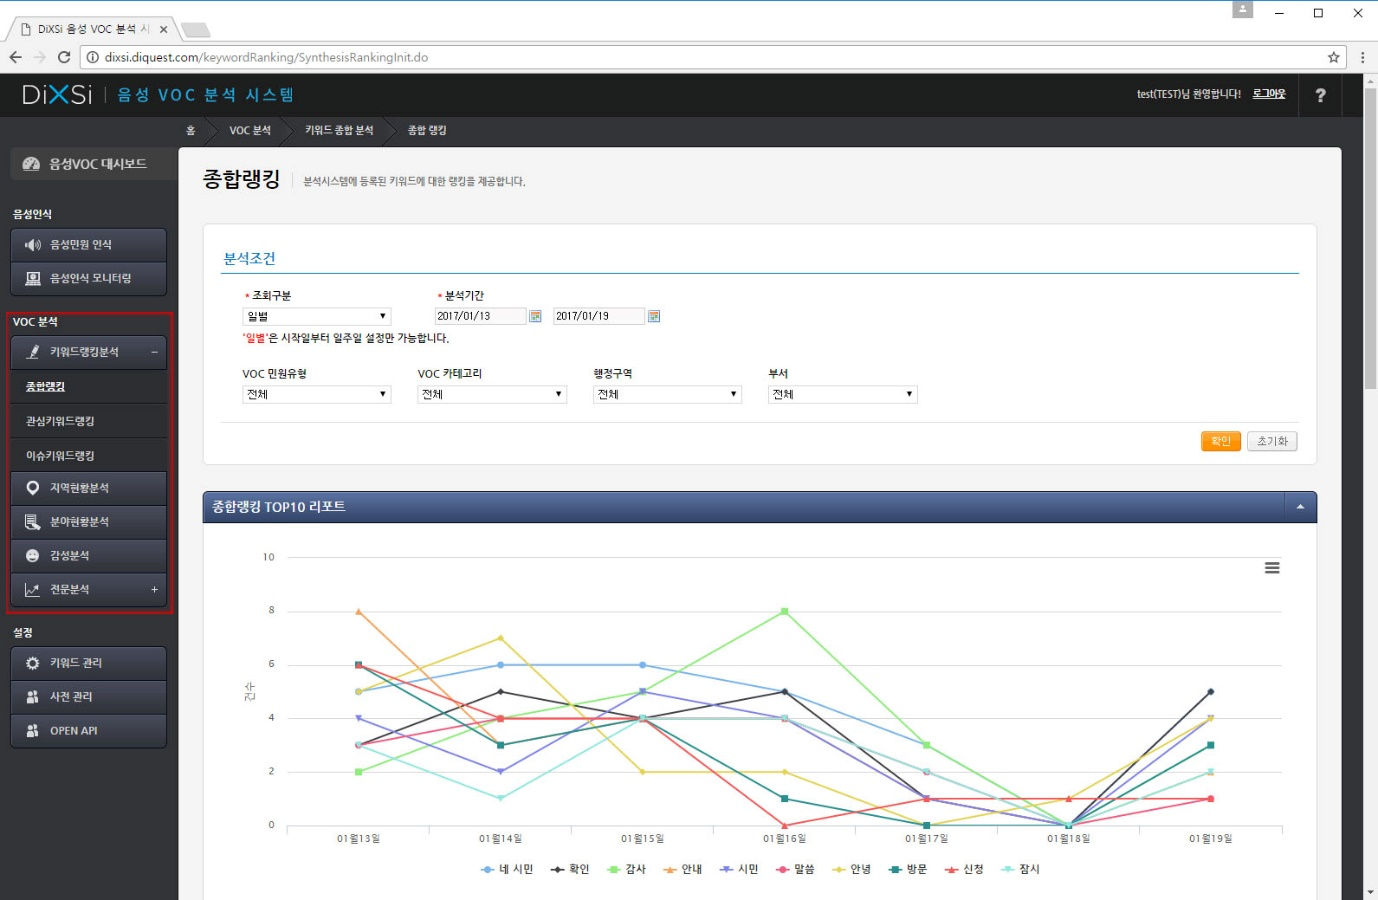 DiXSi 음성 VOC 분석 시
dixsi.diquest.com/keywordRanking/SynthesisRankingInit.do
DiXSi 음성 VOC 분석 시스템
test(TEST)님 환영합니다! 로그아웃 ?
홈 VOC 분석 키워드 종합 분석 종합 랭킹
음성VOC 대시보드
음성인식
음성민원 인식
음성인식 모니터링
VOC 분석
키워드랭킹분석 −
종합랭킹
관심키워드랭킹
이슈키워드랭킹
지역현황분석
분야현황분석
감성분석
전문분석 +
설정
키워드 관리
사전 관리
OPEN API
종합랭킹 분석시스템에 등록된 키워드에 대한 랭킹을 제공합니다.
분석조건
* 조회구분 * 분석기간
일별 2017/01/13 2017/01/19
'일별'은 시작일부터 일주일 설정만 가능합니다.
VOC 민원유형 VOC 카테고리 행정구역 부서
전체 전체 전체 전체
확인 초기화
종합랭킹 TOP10 리포트
건수
10
8
6
4
2
0
01월13일 01월14일 01월15일 01월16일 01월17일 01월18일 01월19일
네 시민 확인 감사 안내 시민 말씀 안녕 방문 신청 잠시